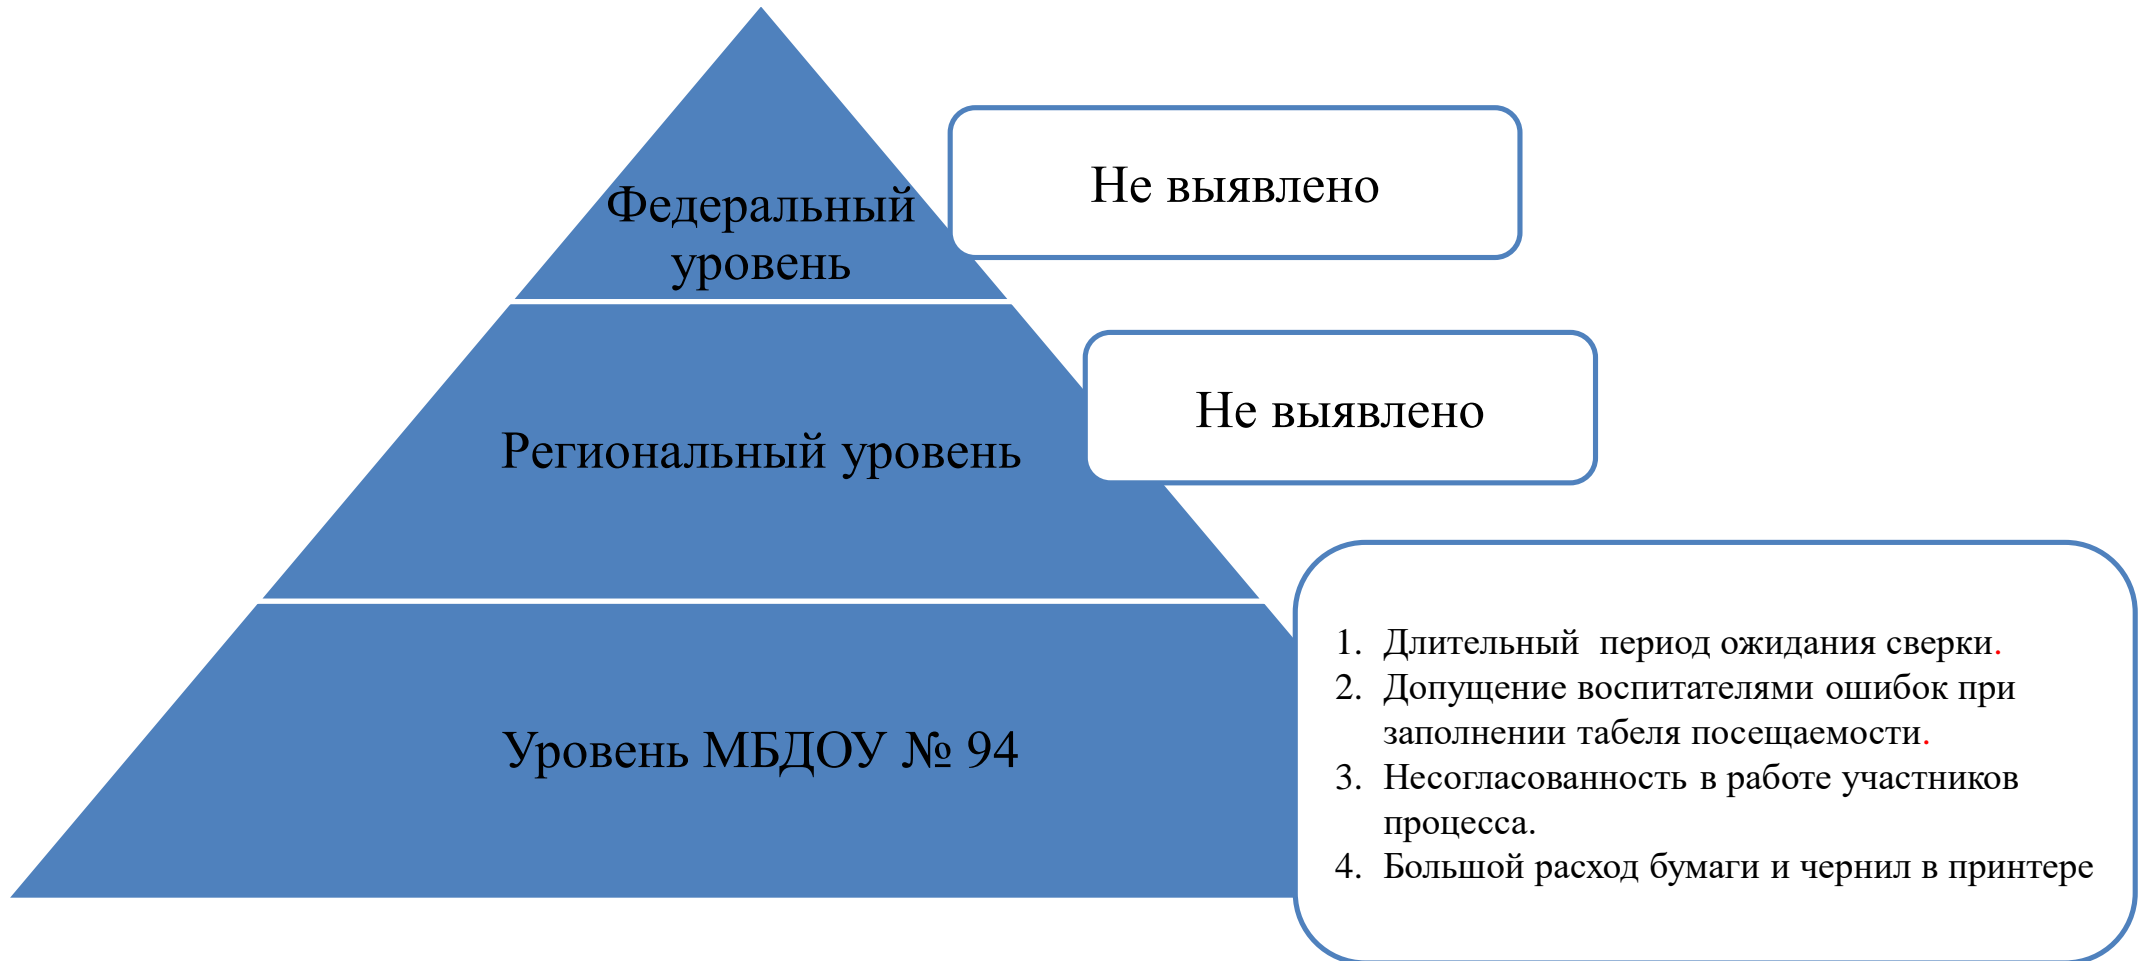 Федеральный
уровень
Не выявлено
Региональный уровень
Не выявлено
Уровень МБДОУ № 94
1. Длительный период ожидания сверки.
2. Допущение воспитателями ошибок при
заполнении табеля посещаемости.
3. Несогласованность в работе участников
процесса.
4. Большой расход бумаги и чернил в принтере